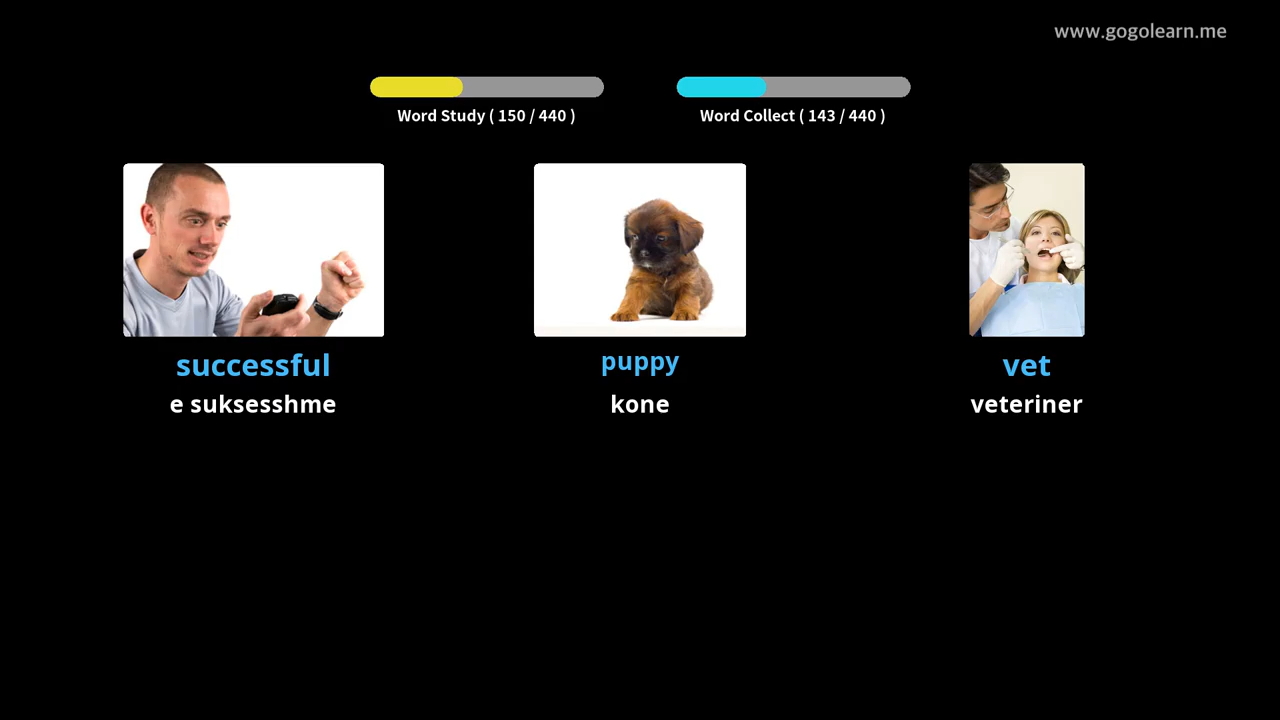 www.gogolearn.me
Word Study ( 150 / 440 )
Word Collect ( 143 / 440 )
successful
puppy
vet
e suksesshme
kone
veteriner